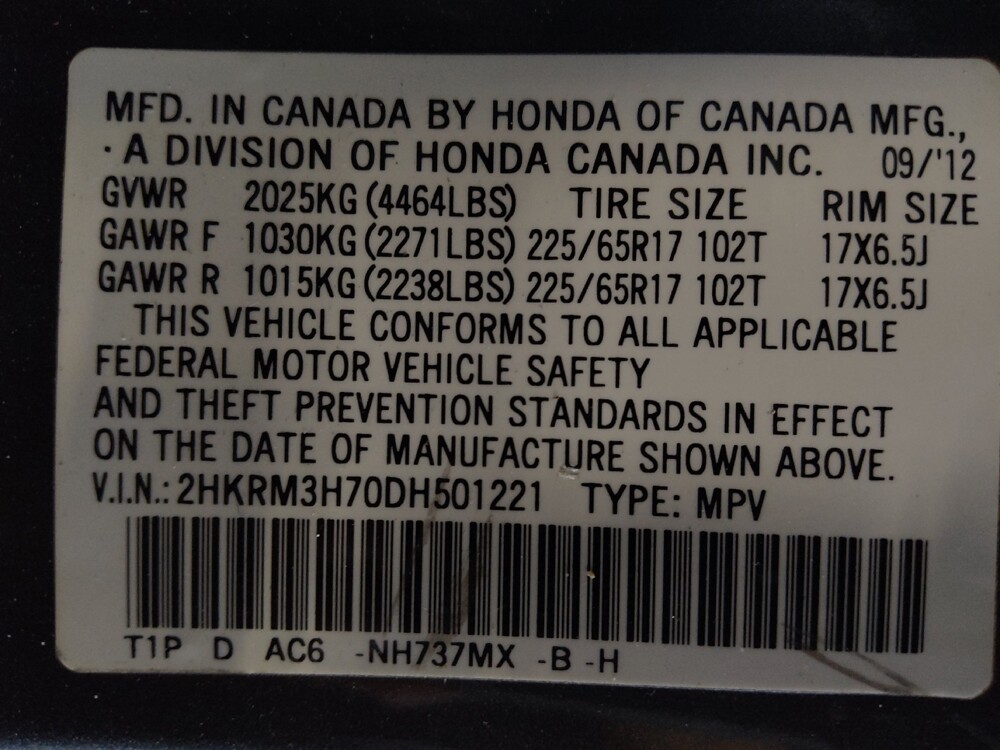 MFD. IN CANADA BY HONDA OF CANADA MFG.,
· A DIVISION OF HONDA CANADA INC. 09/'12
GVWR 2025KG (4464LBS) TIRE SIZE RIM SIZE
GAWR F 1030KG (2271LBS) 225/65R17 102T 17X6.5J
GAWR R 1015KG (2238LBS) 225/65R17 102T 17X6.5J
THIS VEHICLE CONFORMS TO ALL APPLICABLE
FEDERAL MOTOR VEHICLE SAFETY
AND THEFT PREVENTION STANDARDS IN EFFECT
ON THE DATE OF MANUFACTURE SHOWN ABOVE.
V.I.N.: 2HKRM3H70DH501221 TYPE: MPV
T1P D AC6 -NH737MX -B -H